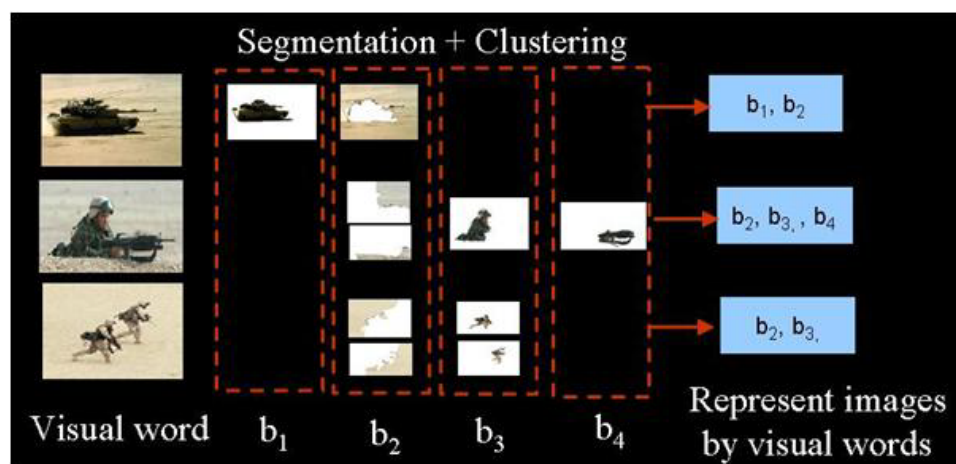 Segmentation + Clustering
b₁, b₂
b₂, b₃, , b₄
b₂, b₃,
Visual word b₁ b₂ b₃ b₄ Represent images
by visual words